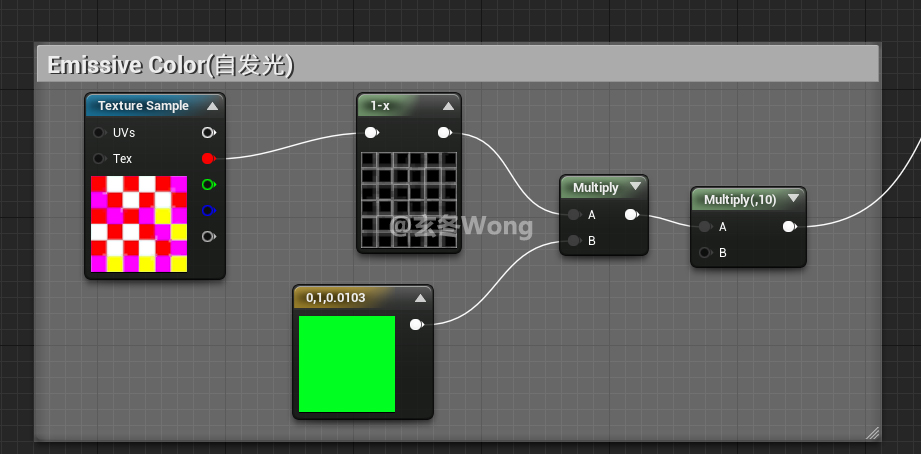 Emissive Color(自发光)
Texture Sample
UVs
Tex
1-x
@玄冬Wong
0,1,0.0103
Multiply
A
B
Multiply(,10)
A
B